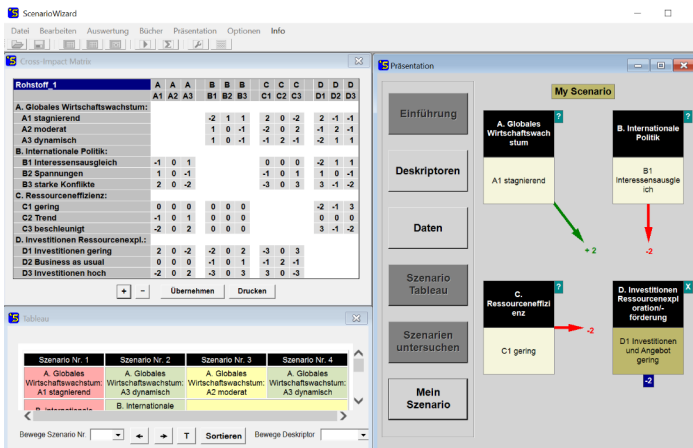 ScenarioWizard
Datei Bearbeiten Auswertung Bücher Präsentation Optionen Info
Cross-Impact Matrix
Rohstoff_1 A A A B B B C C C D D D
A1 A2 A3 B1 B2 B3 C1 C2 C3 D1 D2 D3
A. Globales Wirtschaftswachstum:
A1 stagnierend -2 1 1 2 0 -2 2 -1 -1
A2 moderat 1 0 -1 -2 0 2 -1 2 -1
A3 dynamisch 1 0 -1 -1 2 -1 -2 1 1
B. Internationale Politik:
B1 Interessensausgleich -1 0 1 0 0 0 -2 1 1
B2 Spannungen 1 0 -1 -1 0 1 1 0 -1
B3 starke Konflikte 2 0 -2 -3 0 3 3 -1 -2
C. Ressourceneffizienz:
C1 gering 0 0 0 0 0 0 -2 -1 3
C2 Trend -1 0 1 0 0 0 0 0 0
C3 beschleunigt -2 0 2 0 0 0 3 -1 -2
D. Investitionen Ressourcenexpl.:
D1 Investitionen gering 2 0 -2 -2 0 2 -3 0 3
D2 Business as usual 0 0 0 -1 0 1 -1 2 -1
D3 Investitionen hoch -2 0 2 -3 0 3 3 0 -3
+ - Übernehmen Drucken
Tableau
Szenario Nr. 1 Szenario Nr. 2 Szenario Nr. 3 Szenario Nr. 4
A. Globales A. Globales A. Globales A. Globales
Wirtschaftswachstum: Wirtschaftswachstum: Wirtschaftswachstum: Wirtschaftswachstum:
A1 stagnierend A3 dynamisch A2 moderat A3 dynamisch
B. Internationale B. Internationale
Bewege Szenario Nr. T Sortieren Bewege Deskriptor
Präsentation
My Scenario
Einführung
Deskriptoren
Daten
Szenario
Tableau
Szenarien
untersuchen
Mein
Szenario
?
A. Globales
Wirtschaftswach
stum
A1 stagnierend
+ 2
?
B. Internationale
Politik
B1
Interessensausgle
ich
-2
?
C.
Ressourceneffizi
enz
C1 gering
-2
X
D. Investitionen
Ressourcenexpl
oration/-
förderung
D1 Investitionen
und Angebot
gering
-2